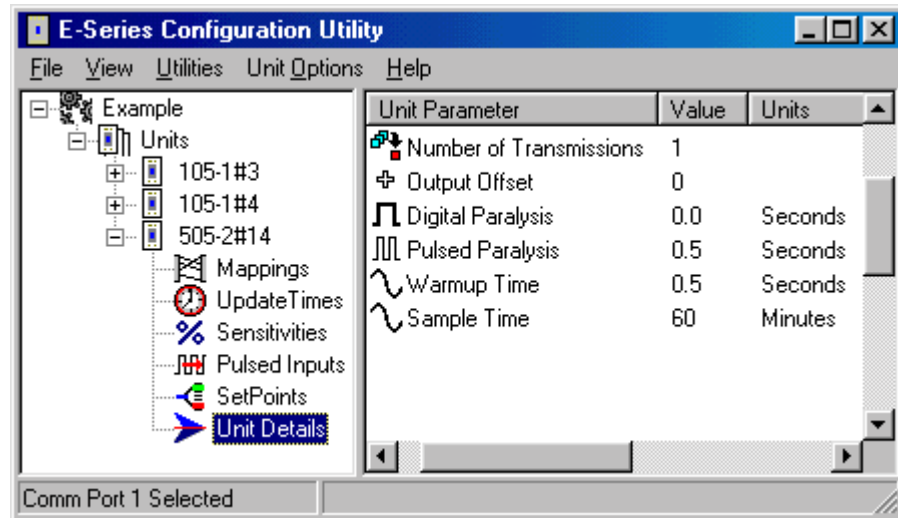 E-Series Configuration Utility
File View Utilities Unit Options Help
Example
Units
105-1#3
105-1#4
505-2#14
Mappings
UpdateTimes
Sensitivities
Pulsed Inputs
SetPoints
Unit Details
Unit Parameter Value Units
Number of Transmissions 1
Output Offset 0
Digital Paralysis 0.0 Seconds
Pulsed Paralysis 0.5 Seconds
Warmup Time 0.5 Seconds
Sample Time 60 Minutes
Comm Port 1 Selected